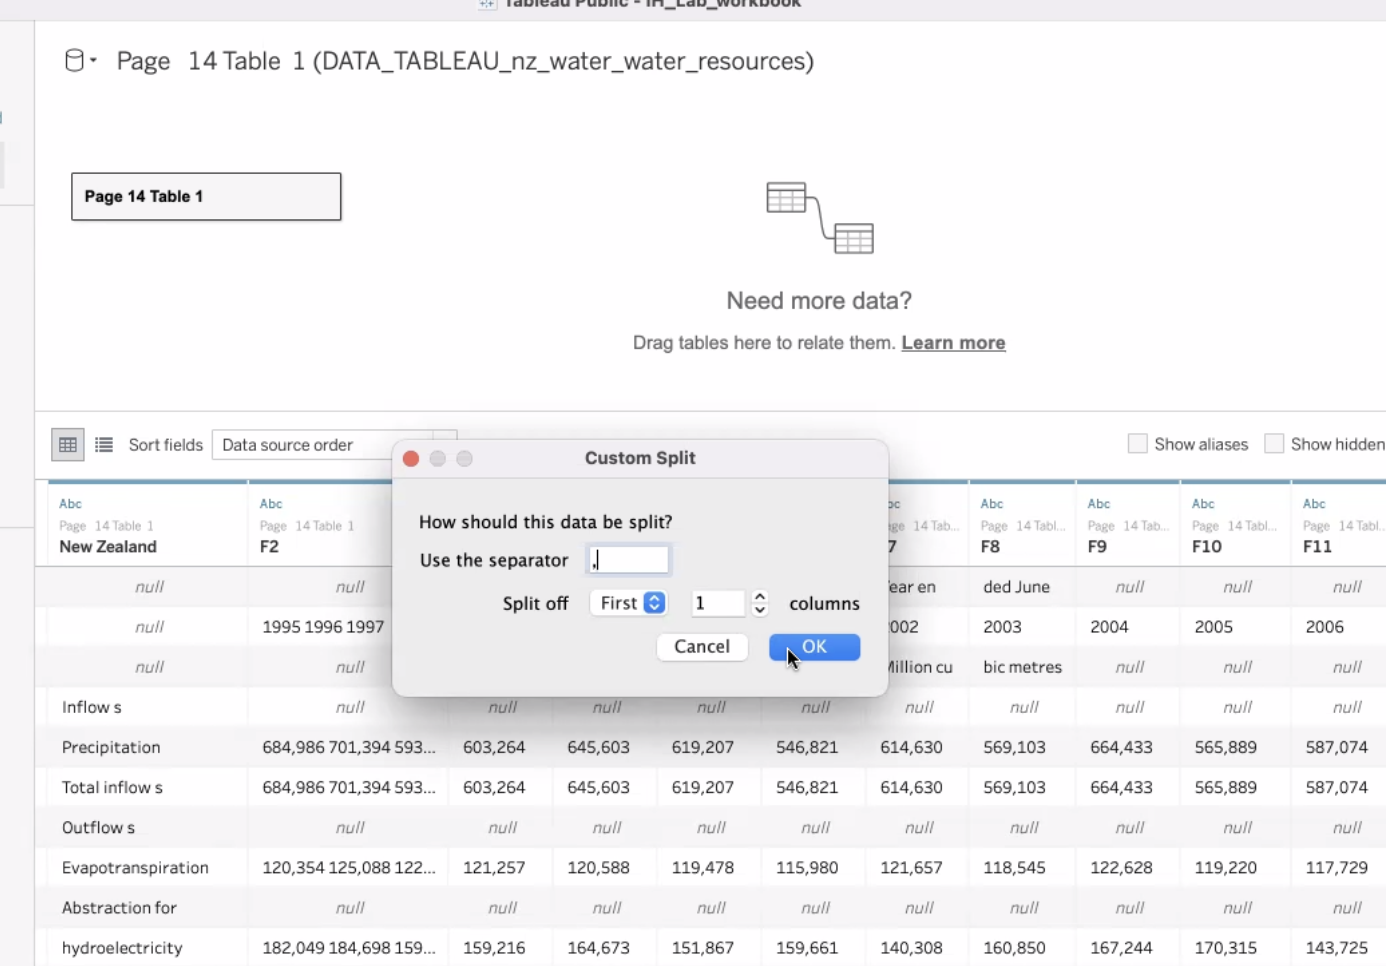 Tableau Public - IH_Lab_workbook
Page 14 Table 1 (DATA_TABLEAU_nz_water_water_resources)
Page 14 Table 1
Need more data?
Drag tables here to relate them. Learn more
Sort fields Data source order Show aliases Show hidden
Custom Split
How should this data be split?
Use the separator ,
Split off First 1 columns
Cancel OK
Abc Abc Abc Abc Abc Abc
Page 14 Table 1 Page 14 Table 1 14 Tab... Page 14 Tabl... Page 14 Tab... Page 14 Tabl... Page 14 Tabl...
New Zealand F2 7 F8 F9 F10 F11
null null ear en ded June null null null
null 1995 1996 1997 002 2003 2004 2005 2006
null null illion cu bic metres null null null
Inflow s null null null null null null null null null null
Precipitation 684,986 701,394 593... 603,264 645,603 619,207 546,821 614,630 569,103 664,433 565,889 587,074
Total inflow s 684,986 701,394 593... 603,264 645,603 619,207 546,821 614,630 569,103 664,433 565,889 587,074
Outflow s null null null null null null null null null null
Evapotranspiration 120,354 125,088 122... 121,257 120,588 119,478 115,980 121,657 118,545 122,628 119,220 117,729
Abstraction for null null null null null null null null null null
hydroelectricity 182,049 184,698 159... 159,216 164,673 151,867 159,661 140,308 160,850 167,244 170,315 143,725